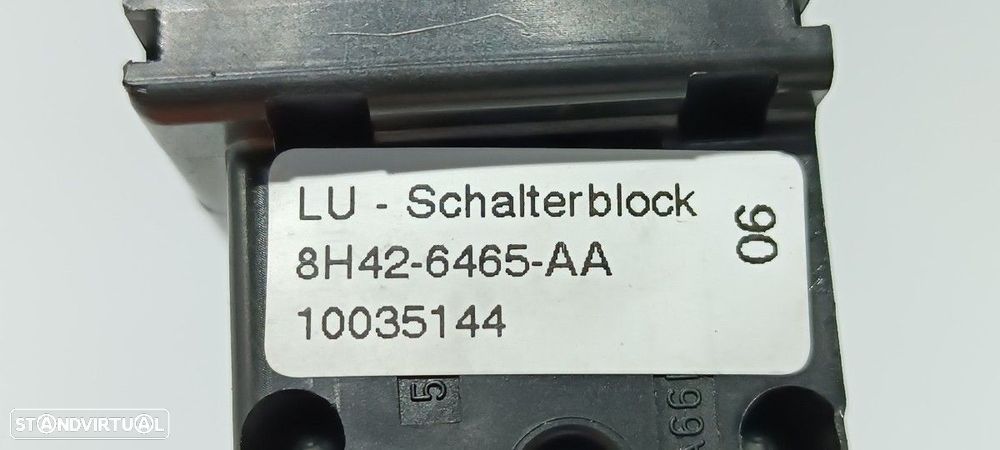 LU - Schalterblock
8H42-6465-AA
10035144
06
5
STANDVIRTUAL